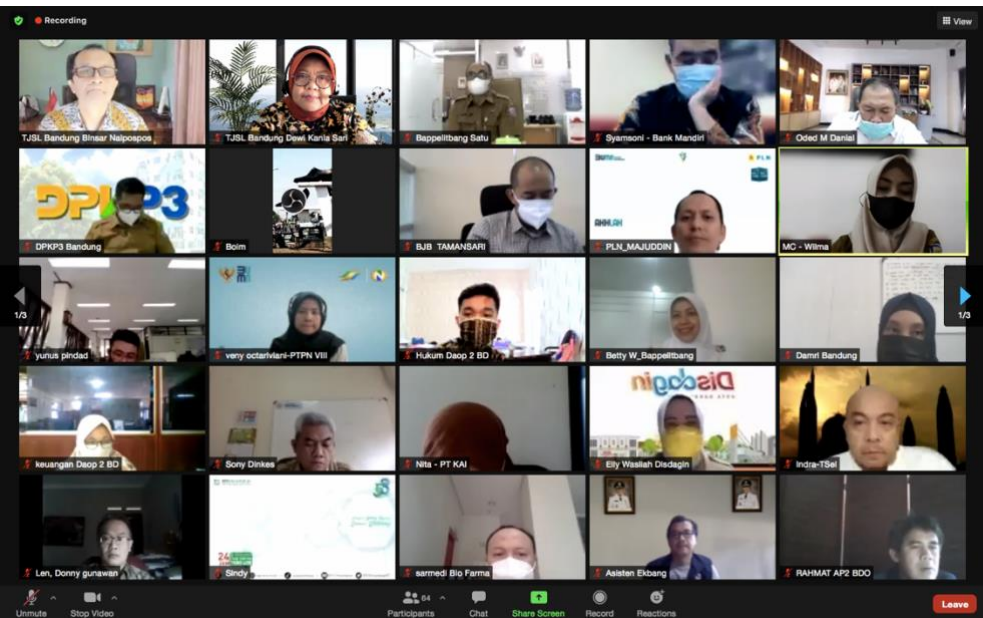 Recording
View
TJSL Bandung Binsar Naipospos
TJSL Bandung Dewi Kania Sari
Bappelitbang Satu
Syamsoni - Bank Mandiri
Oded M Danial
DPKP3
DPKP3 Bandung
Boim
BJB TAMANSARI
PLN
AKHLAK
PLN_MAJUDDIN
MC - Wilma
1/3
1/3
yunus pindad
veny octariviani-PTPN VIII
Hukum Daop 2 BD
Betty W_Bappelitbang
Damri Bandung
Disdagin
keuangan Daop 2 BD
Sony Dinkes
Nita - PT KAI
Elly Wasliah Disdagin
Indra-TSel
24
Len, Donny gunawan
Sindy
sarmedi Bio Farma
Asisten Ekbang
RAHMAT AP2 BDO
Unmute
Stop Video
64
Participants
Chat
Share Screen
Record
Reactions
Leave